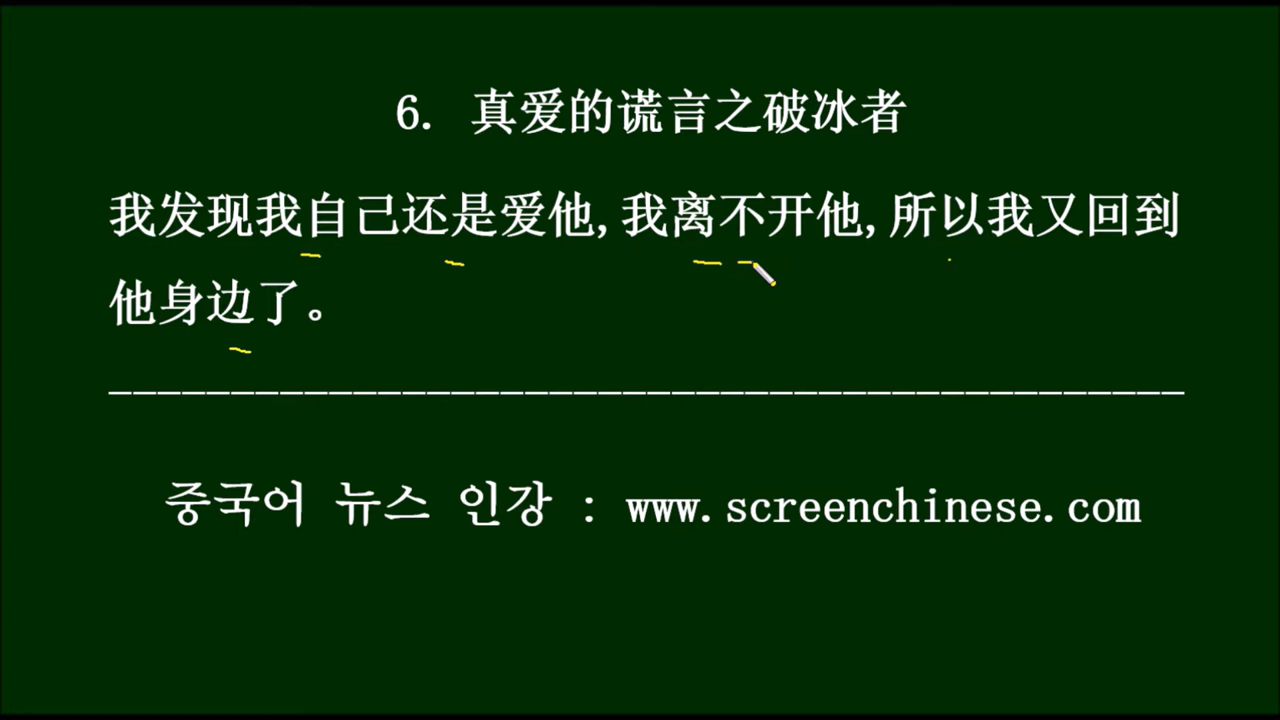 6. 真爱的谎言之破冰者
我发现我自己还是爱他,我离不开他,所以我又回到
他身边了。
중국어 뉴스 인강 : www.screenchinese.com